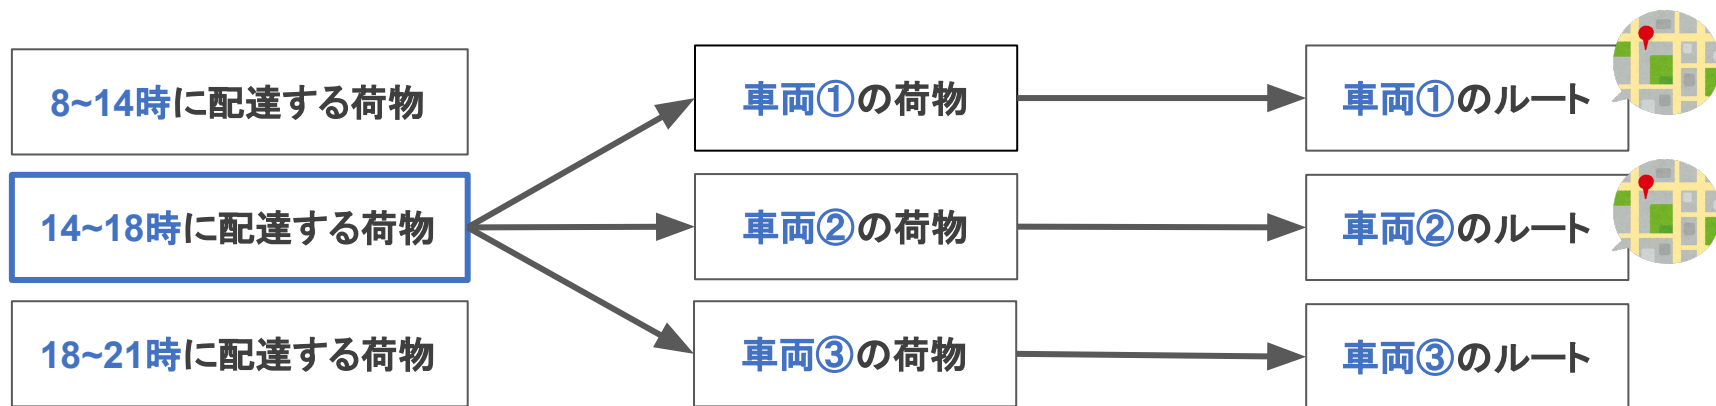 8~14時に配達する荷物
車両①の荷物
車両①のルート
14~18時に配達する荷物
車両②の荷物
車両②のルート
18~21時に配達する荷物
車両③の荷物
車両③のルート